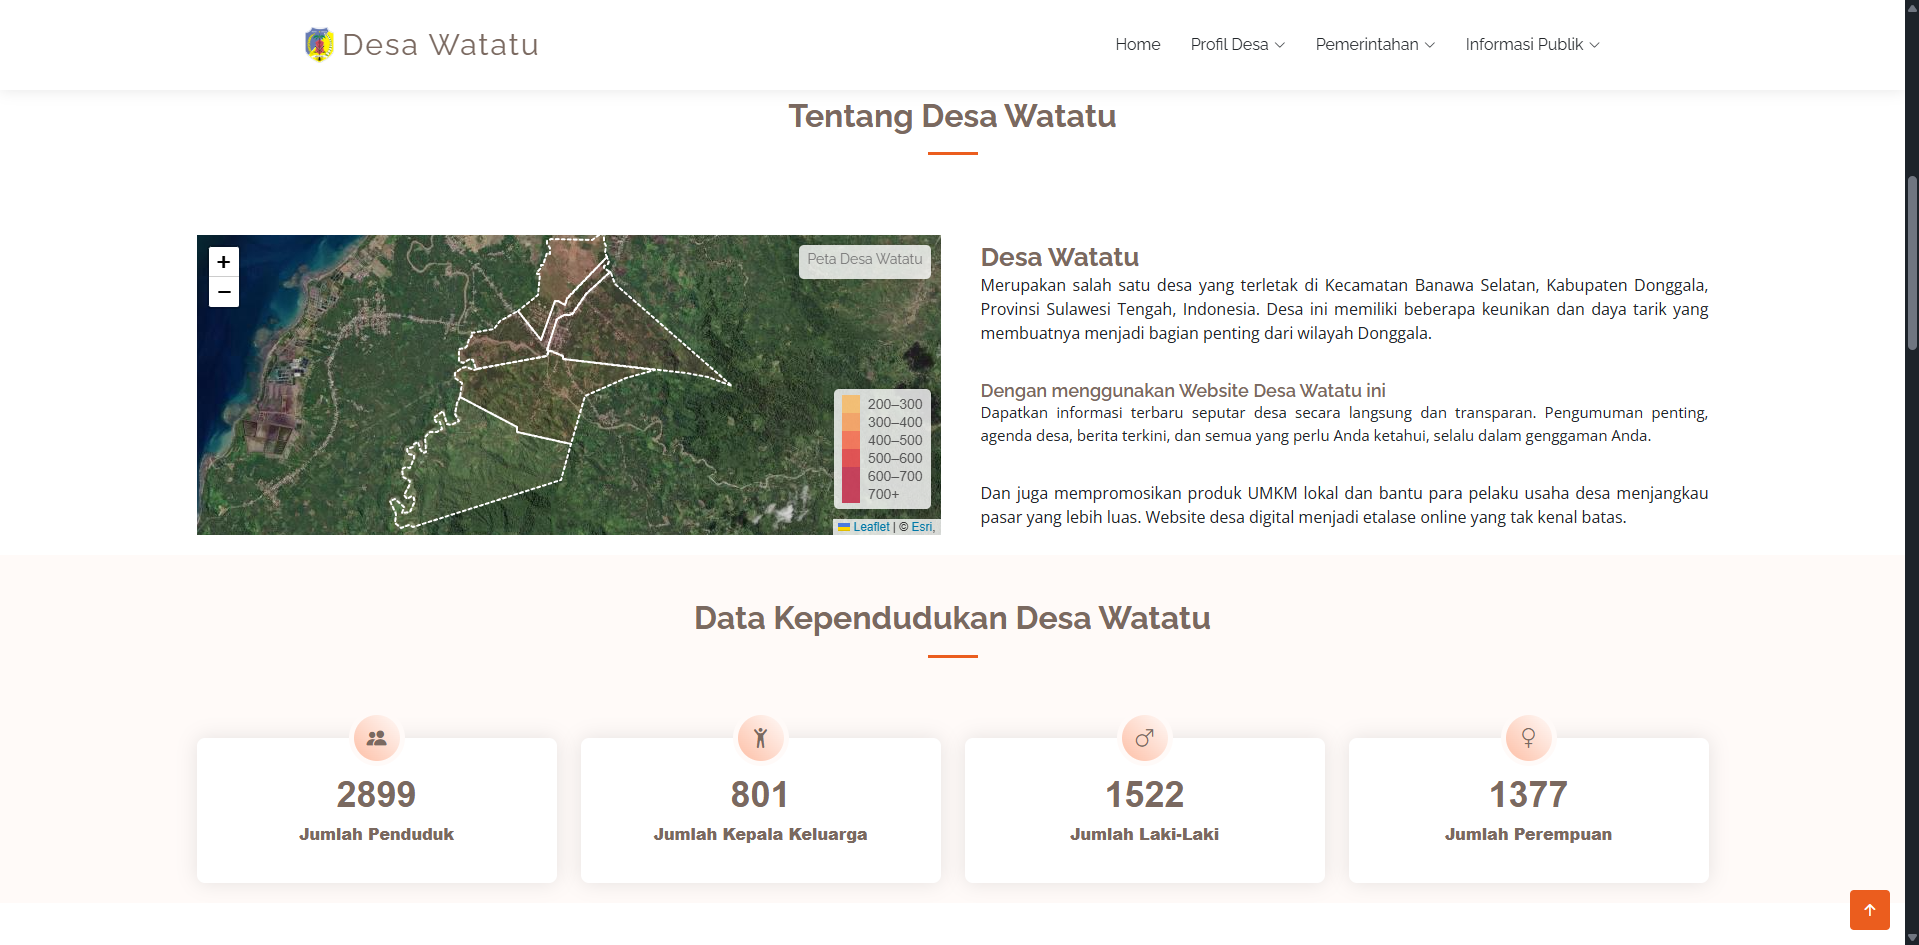 Desa Watatu
Home
Profil Desa
Pemerintahan
Informasi Publik
Tentang Desa Watatu
+
−
Peta Desa Watatu
200–300
300–400
400–500
500–600
600–700
700+
Leaflet | © Esri,
Desa Watatu
Merupakan salah satu desa yang terletak di Kecamatan Banawa Selatan, Kabupaten Donggala,
Provinsi Sulawesi Tengah, Indonesia. Desa ini memiliki beberapa keunikan dan daya tarik yang
membuatnya menjadi bagian penting dari wilayah Donggala.
Dengan menggunakan Website Desa Watatu ini
Dapatkan informasi terbaru seputar desa secara langsung dan transparan. Pengumuman penting,
agenda desa, berita terkini, dan semua yang perlu Anda ketahui, selalu dalam genggaman Anda.
Dan juga mempromosikan produk UMKM lokal dan bantu para pelaku usaha desa menjangkau
pasar yang lebih luas. Website desa digital menjadi etalase online yang tak kenal batas.
Data Kependudukan Desa Watatu
2899
Jumlah Penduduk
801
Jumlah Kepala Keluarga
1522
Jumlah Laki-Laki
1377
Jumlah Perempuan